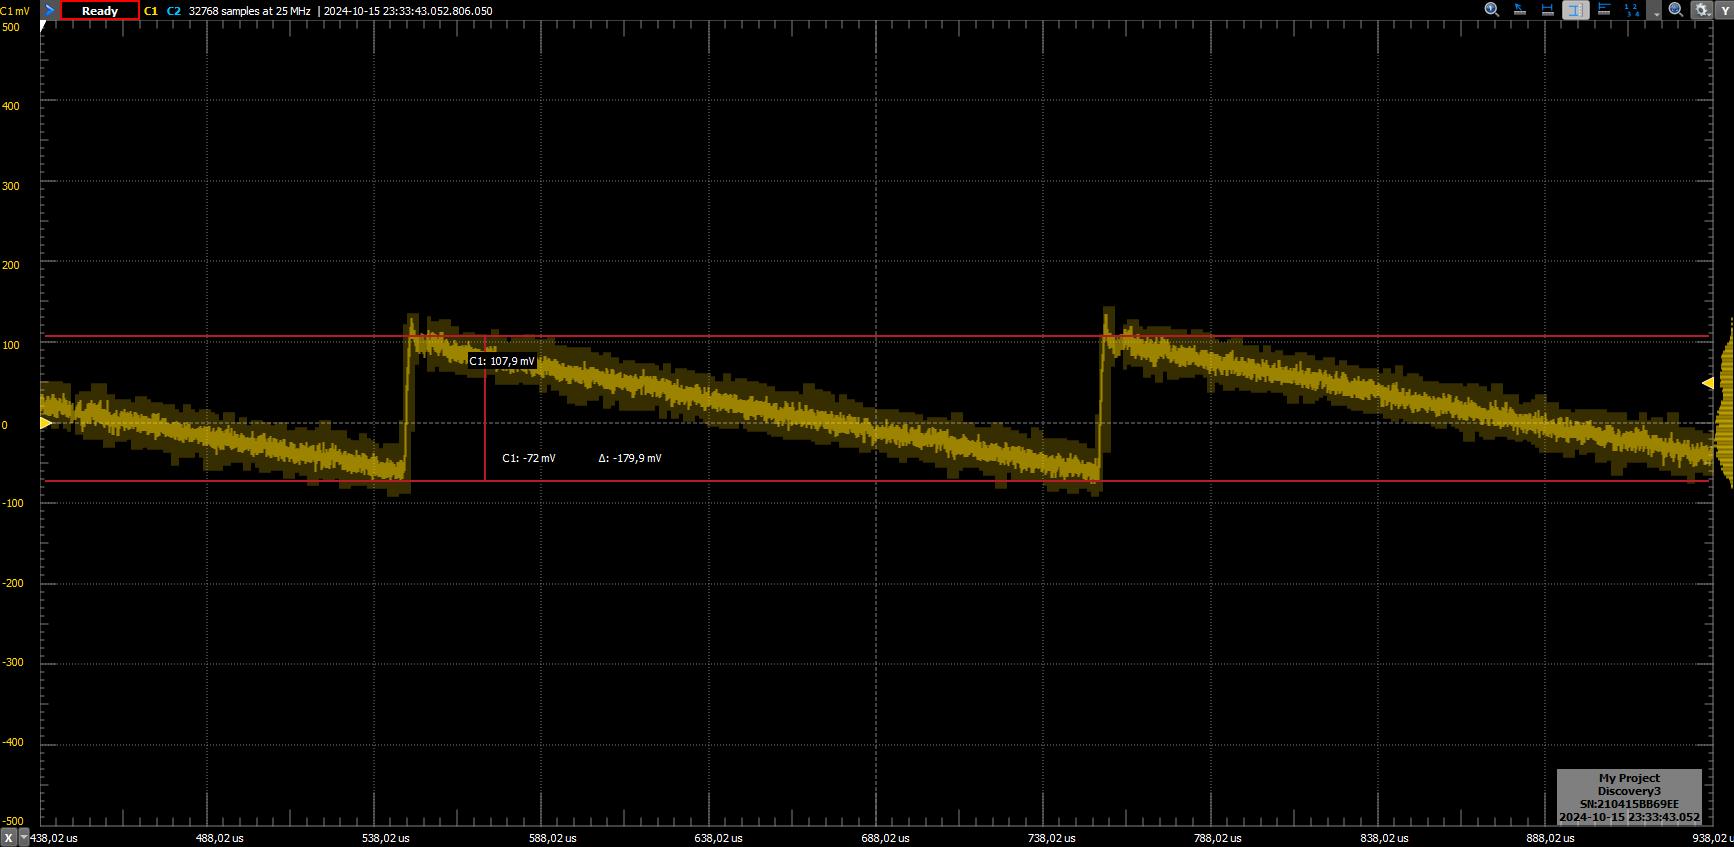 C1 mV Ready C1 C2 32768 samples at 25 MHz | 2024-10-15 23:33:43.052.806.050 1 2 3 4 Y
500
400
300
200
100
0
-100
-200
-300
-400
-500
C1: 107,9 mV
C1: -72 mV Δ: -179,9 mV
My Project
Discovery3
SN:210415BB69EE
2024-10-15 23:33:43.052
X 438,02 us 488,02 us 538,02 us 588,02 us 638,02 us 688,02 us 738,02 us 788,02 us 838,02 us 888,02 us 938,02 u